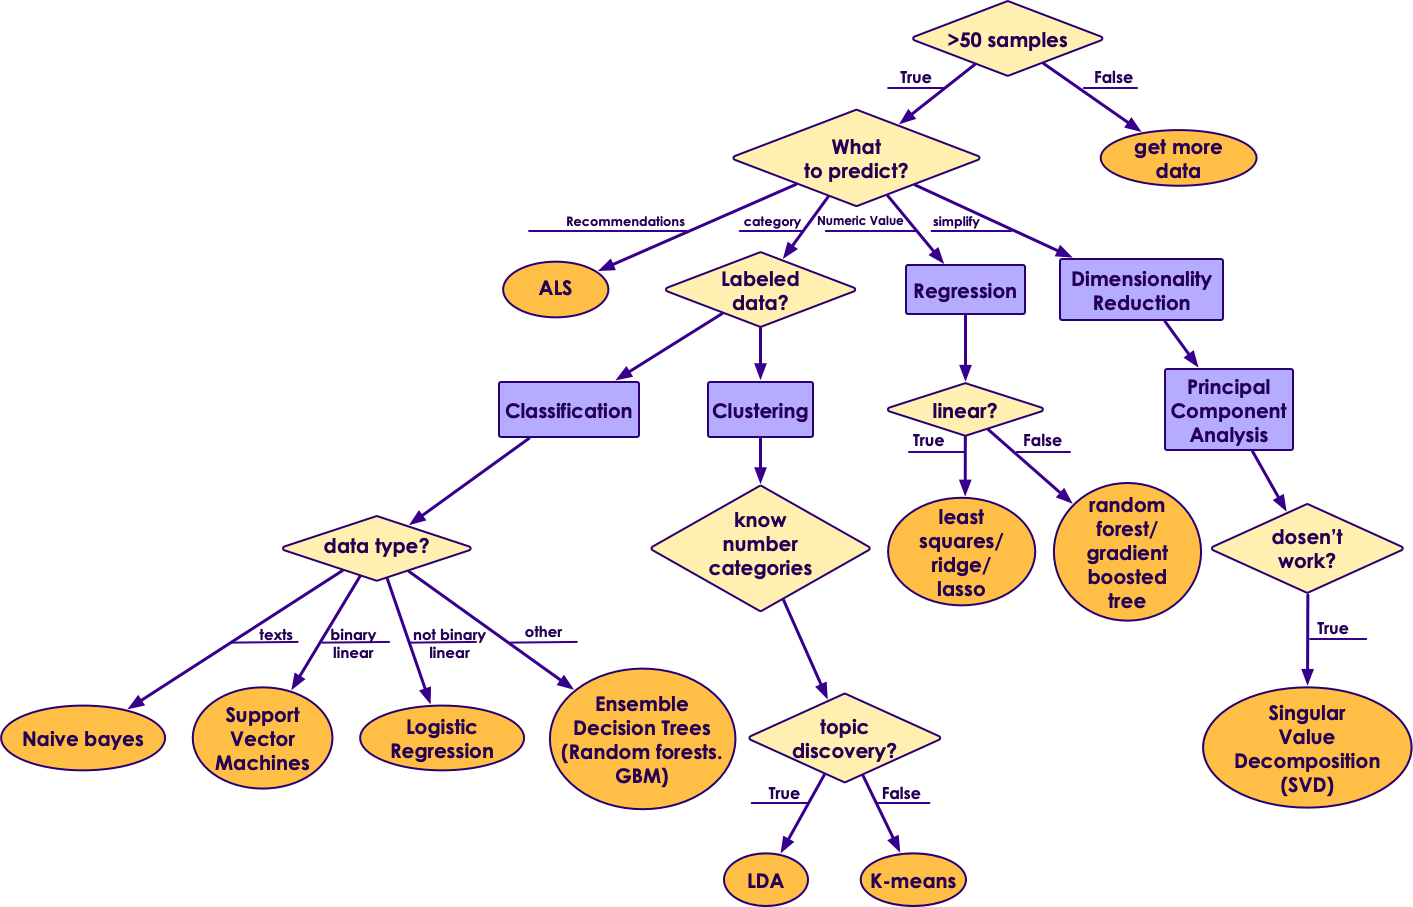 >50 samples
True
False
What
to predict?
get more
data
Recommendations
category
Numeric Value
simplify
ALS
Labeled
data?
Regression
Dimensionality
Reduction
Classification
Clustering
linear?
Principal
Component
Analysis
True
False
data type?
know
number
categories
least
squares/
ridge/
lasso
random
forest/
gradient
boosted
tree
dosen't
work?
texts
binary
linear
not binary
linear
other
True
Naive bayes
Support
Vector
Machines
Logistic
Regression
Ensemble
Decision Trees
(Random forests.
GBM)
topic
discovery?
Singular
Value
Decomposition
(SVD)
True
False
LDA
K-means